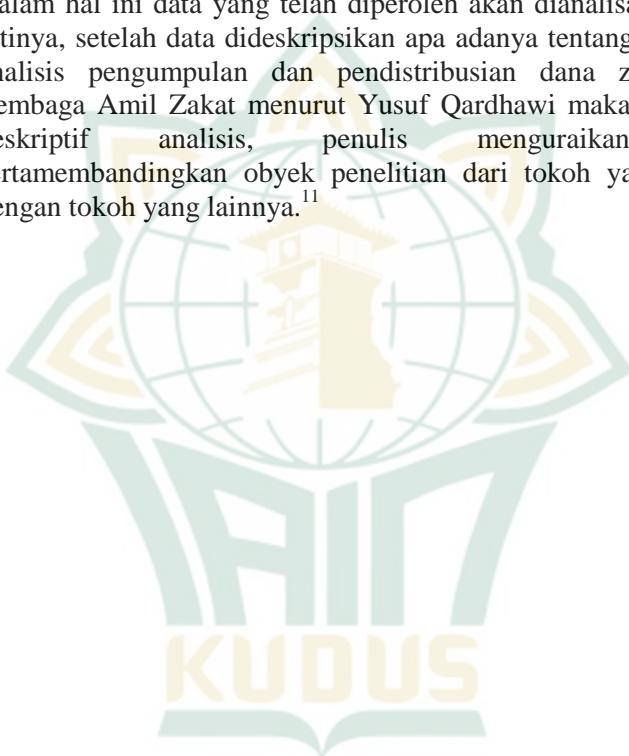 alam hal ini data yang telah diperoleh akan dianalisa
tinya, setelah data dideskripsikan apa adanya tentang
nalisis pengumpulan dan pendistribusian dana z
embaga Amil Zakat menurut Yusuf Qardhawi maka
eskriptif analisis, penulis menguraikan
ertamembandingkan obyek penelitian dari tokoh ya
engan tokoh yang lainnya.11
IAIN
KUDUS